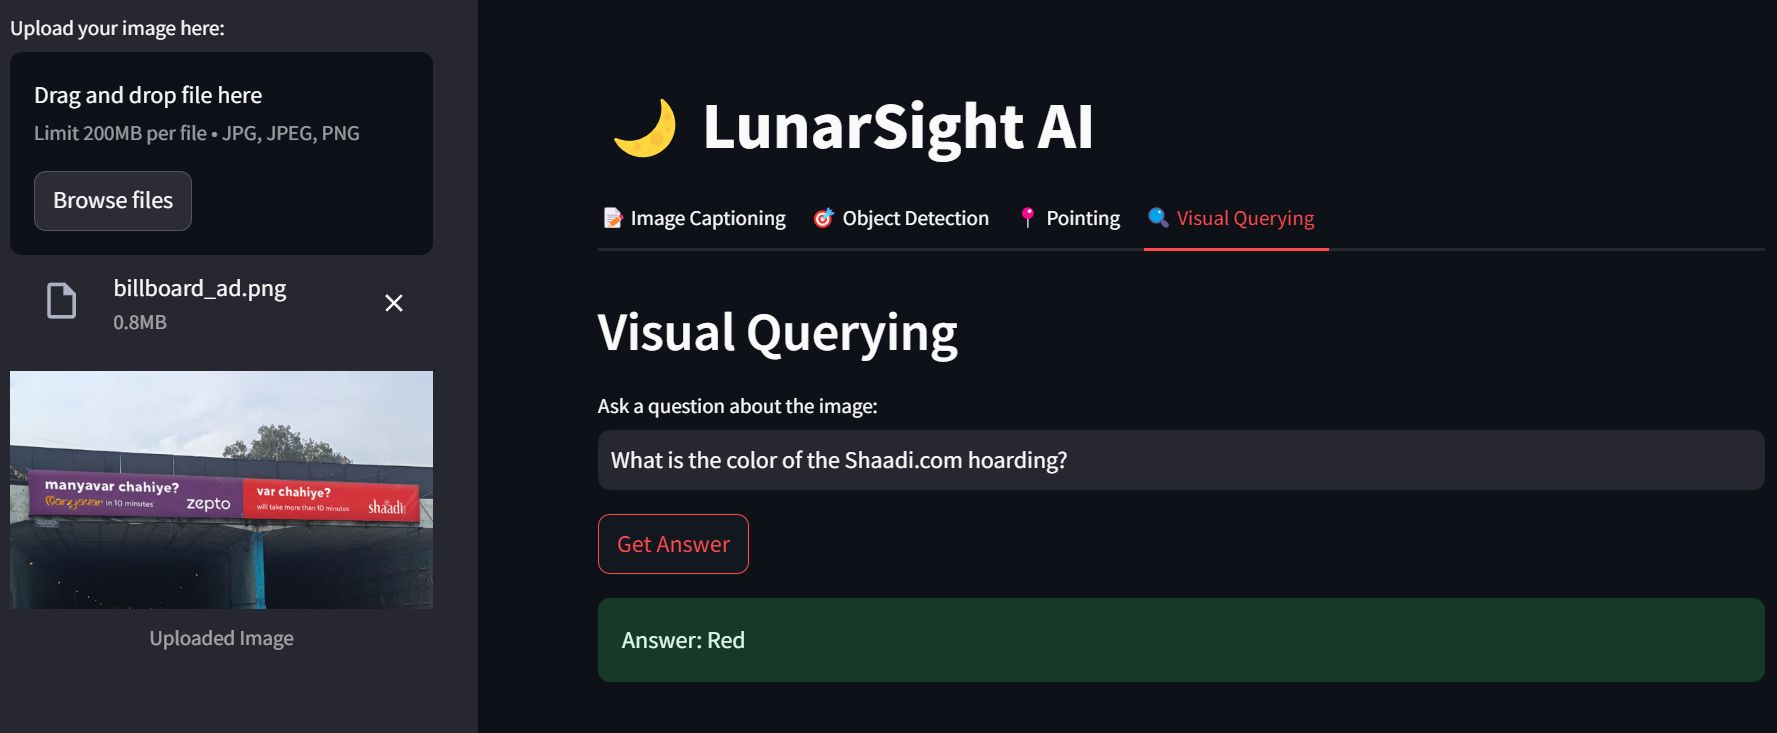 Upload your image here:
Drag and drop file here
Limit 200MB per file • JPG, JPEG, PNG
Browse files
billboard_ad.png
0.8MB
manyavar chahiye?
Manyavar in 10 minutes
zepto
var chahiye?
will take more than 10 minutes
shaadi
Uploaded Image
LunarSight AI
Image Captioning
Object Detection
Pointing
Visual Querying
Visual Querying
Ask a question about the image:
What is the color of the Shaadi.com hoarding?
Get Answer
Answer: Red